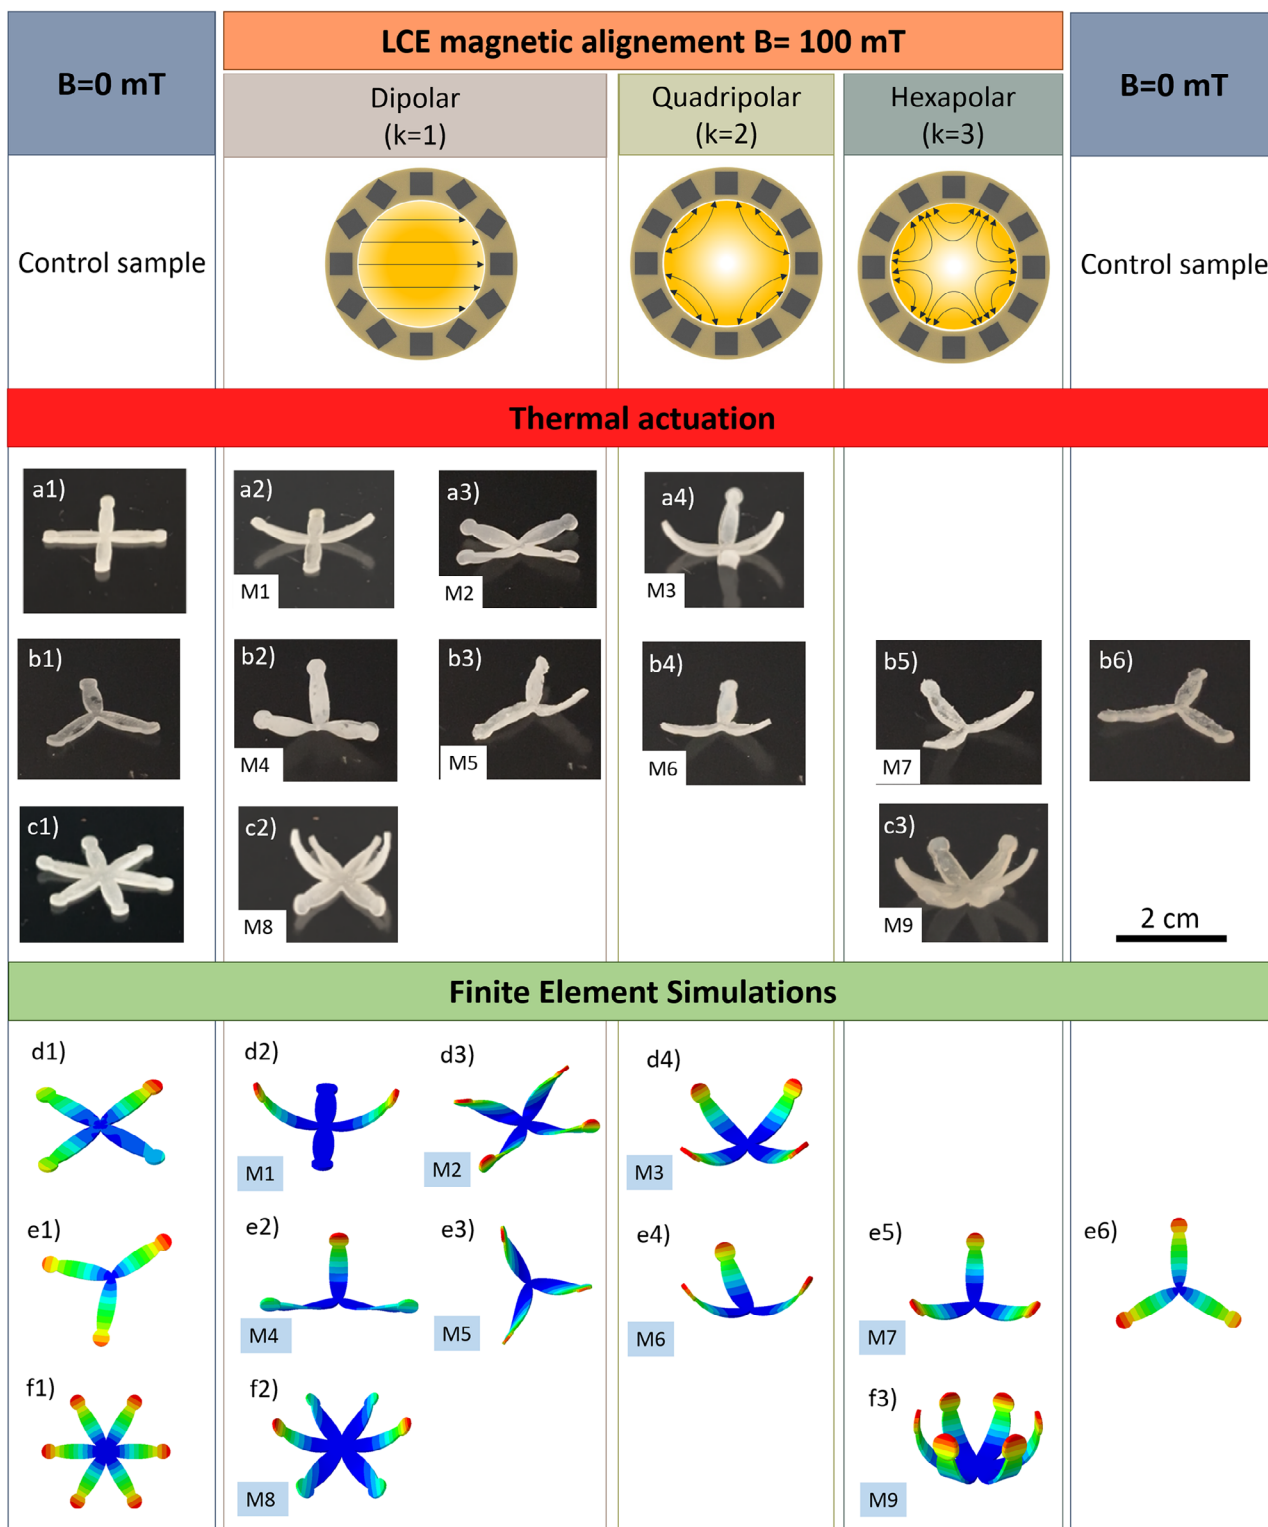 B=0 mT
LCE magnetic alignement B= 100 mT
B=0 mT
Dipolar
(k=1)
Quadripolar
(k=2)
Hexapolar
(k=3)
Control sample
Control sample
Thermal actuation
a1)
a2)
M1
a3)
M2
a4)
M3
b1)
b2)
M4
b3)
M5
b4)
M6
b5)
M7
b6)
c1)
c2)
M8
c3)
M9
2 cm
Finite Element Simulations
d1)
d2)
M1
d3)
M2
d4)
M3
e1)
e2)
M4
e3)
M5
e4)
M6
e5)
M7
e6)
f1)
f2)
M8
f3)
M9